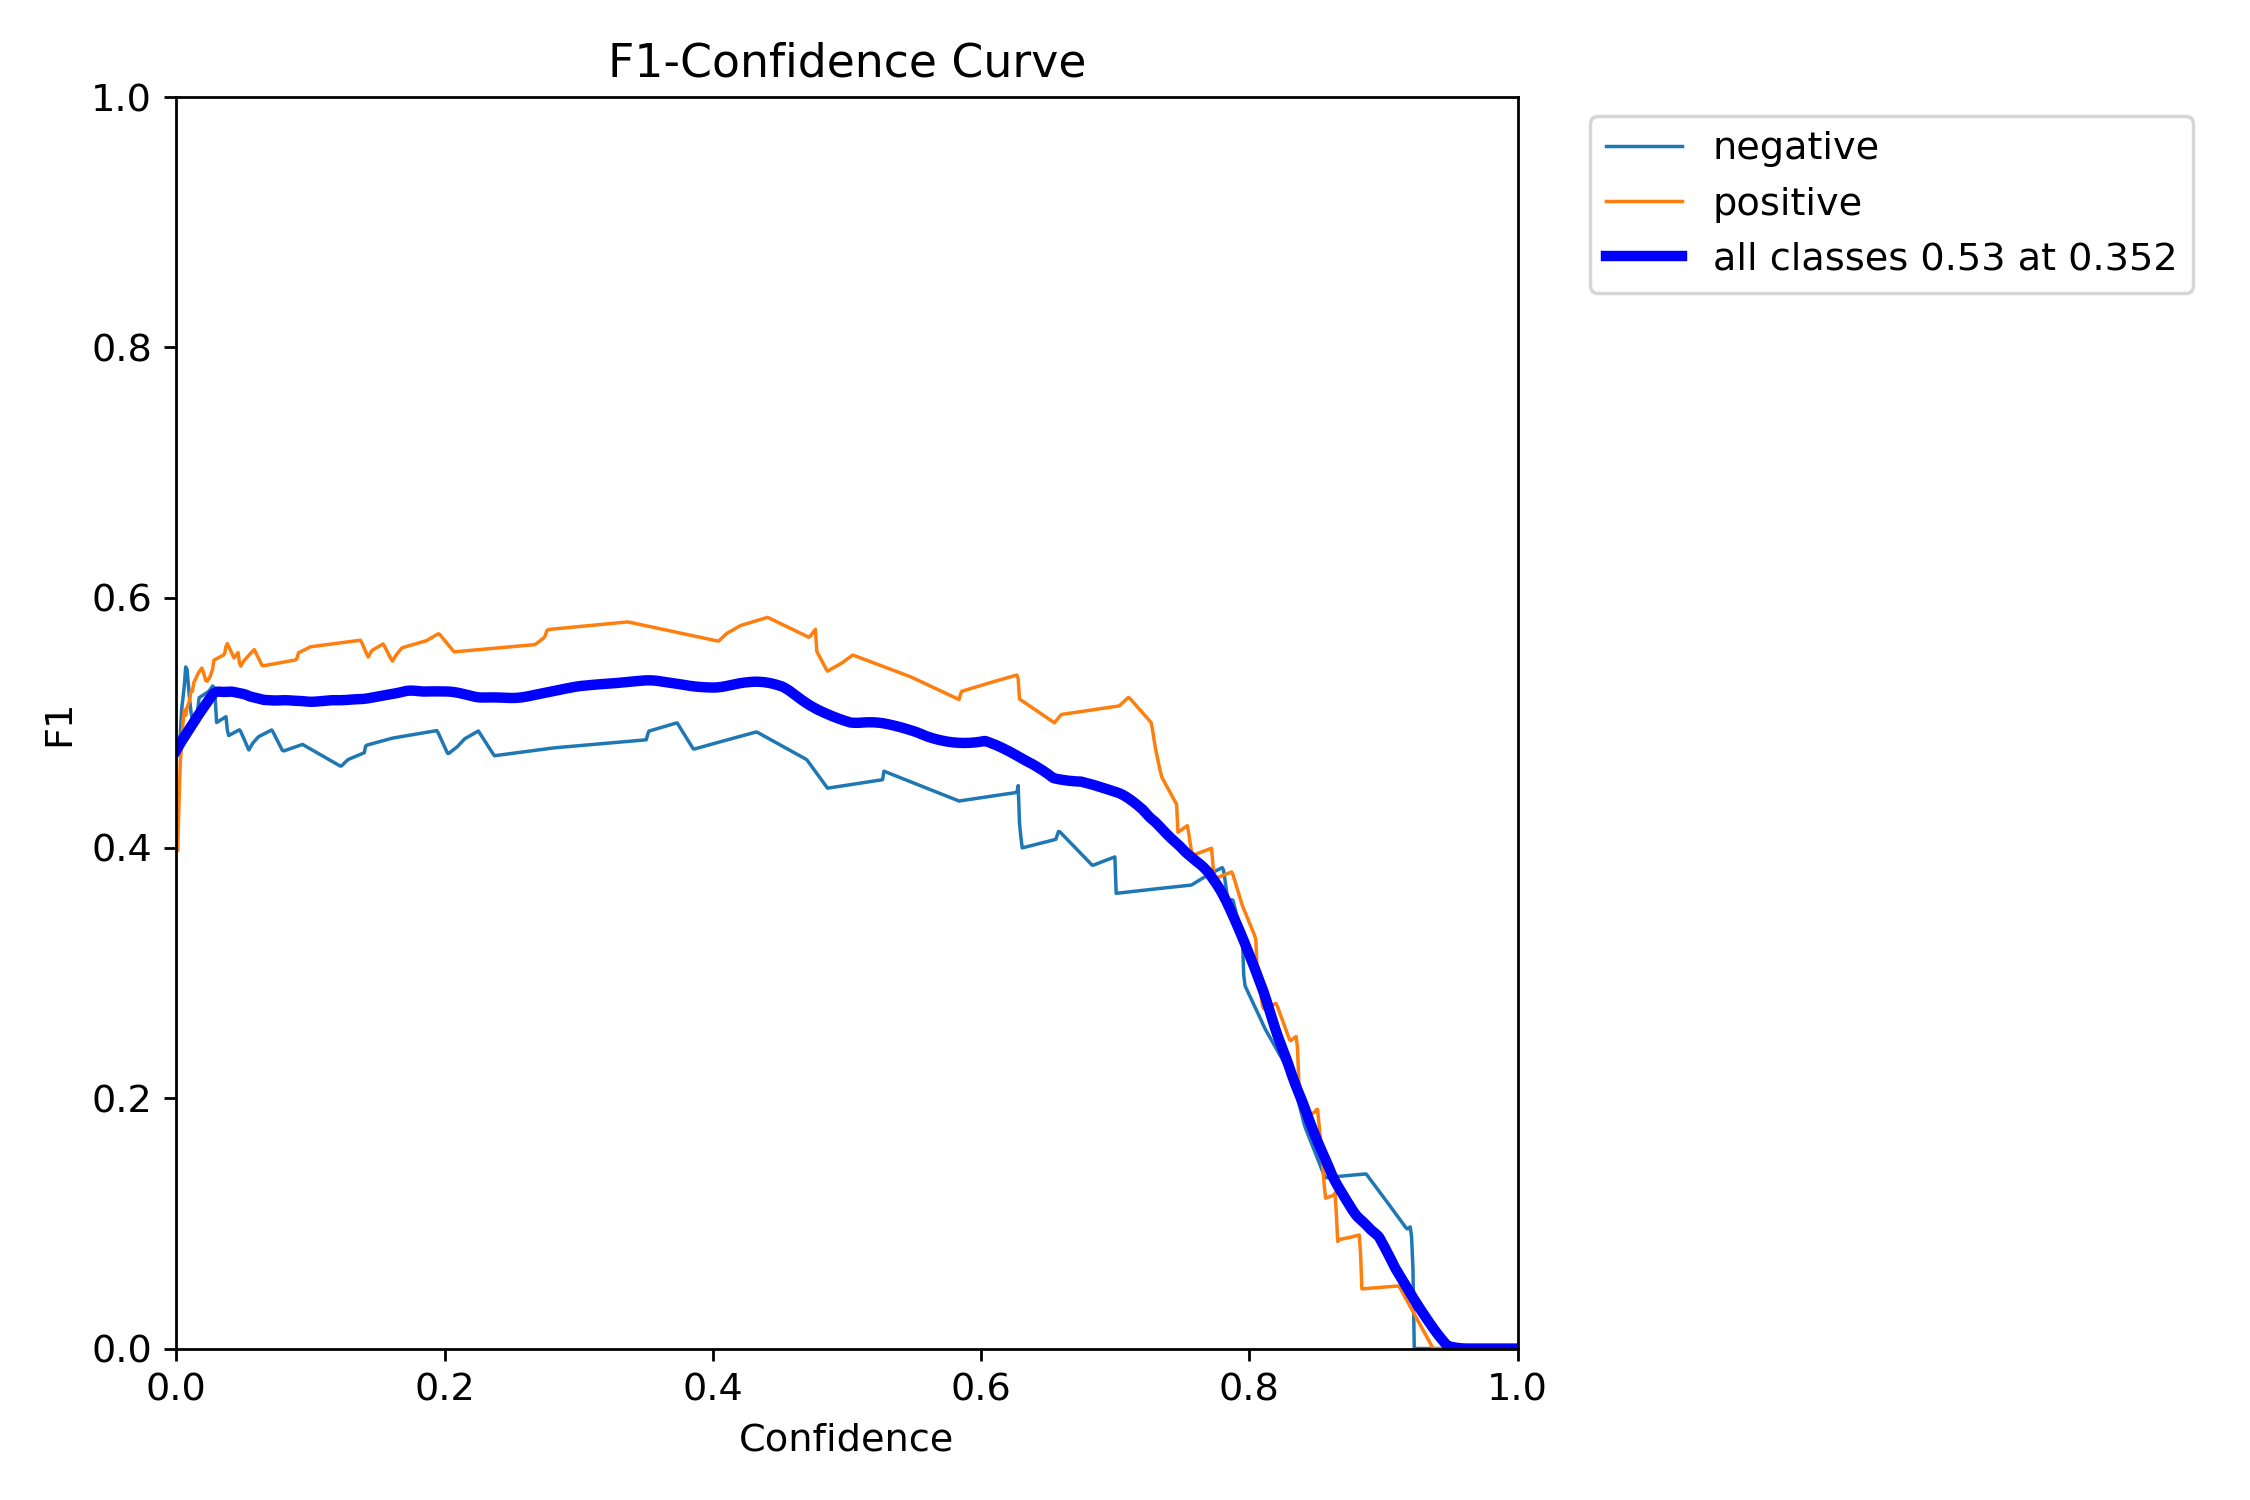 F1-Confidence Curve
1.0
0.8
0.6
0.4
0.2
0.0
F1
0.0 0.2 0.4 0.6 0.8 1.0
Confidence
negative
positive
all classes 0.53 at 0.352